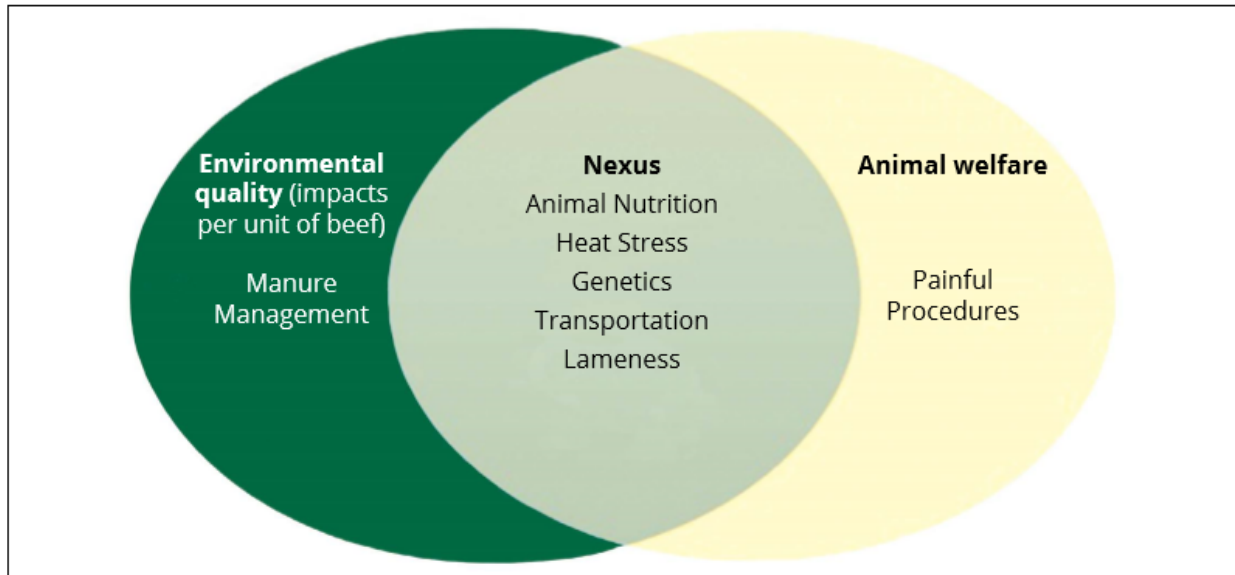 Environmental
quality (impacts
per unit of beef)
Manure
Management
Nexus
Animal Nutrition
Heat Stress
Genetics
Transportation
Lameness
Animal welfare
Painful
Procedures